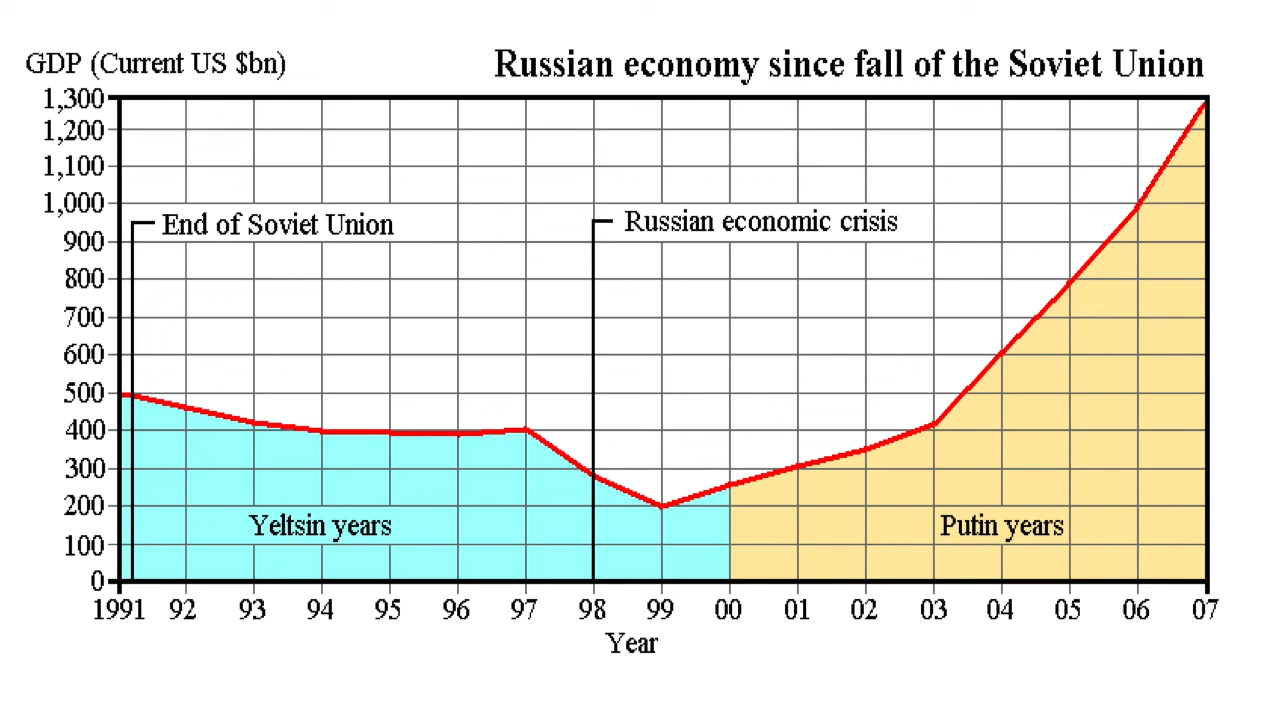 GDP (Current US $bn)
Russian economy since fall of the Soviet Union
1,300
1,200
1,100
1,000
900
800
700
600
500
400
300
200
100
0
End of Soviet Union
Russian economic crisis
Yeltsin years
Putin years
1991 92 93 94 95 96 97 98 99 00 01 02 03 04 05 06 07
Year